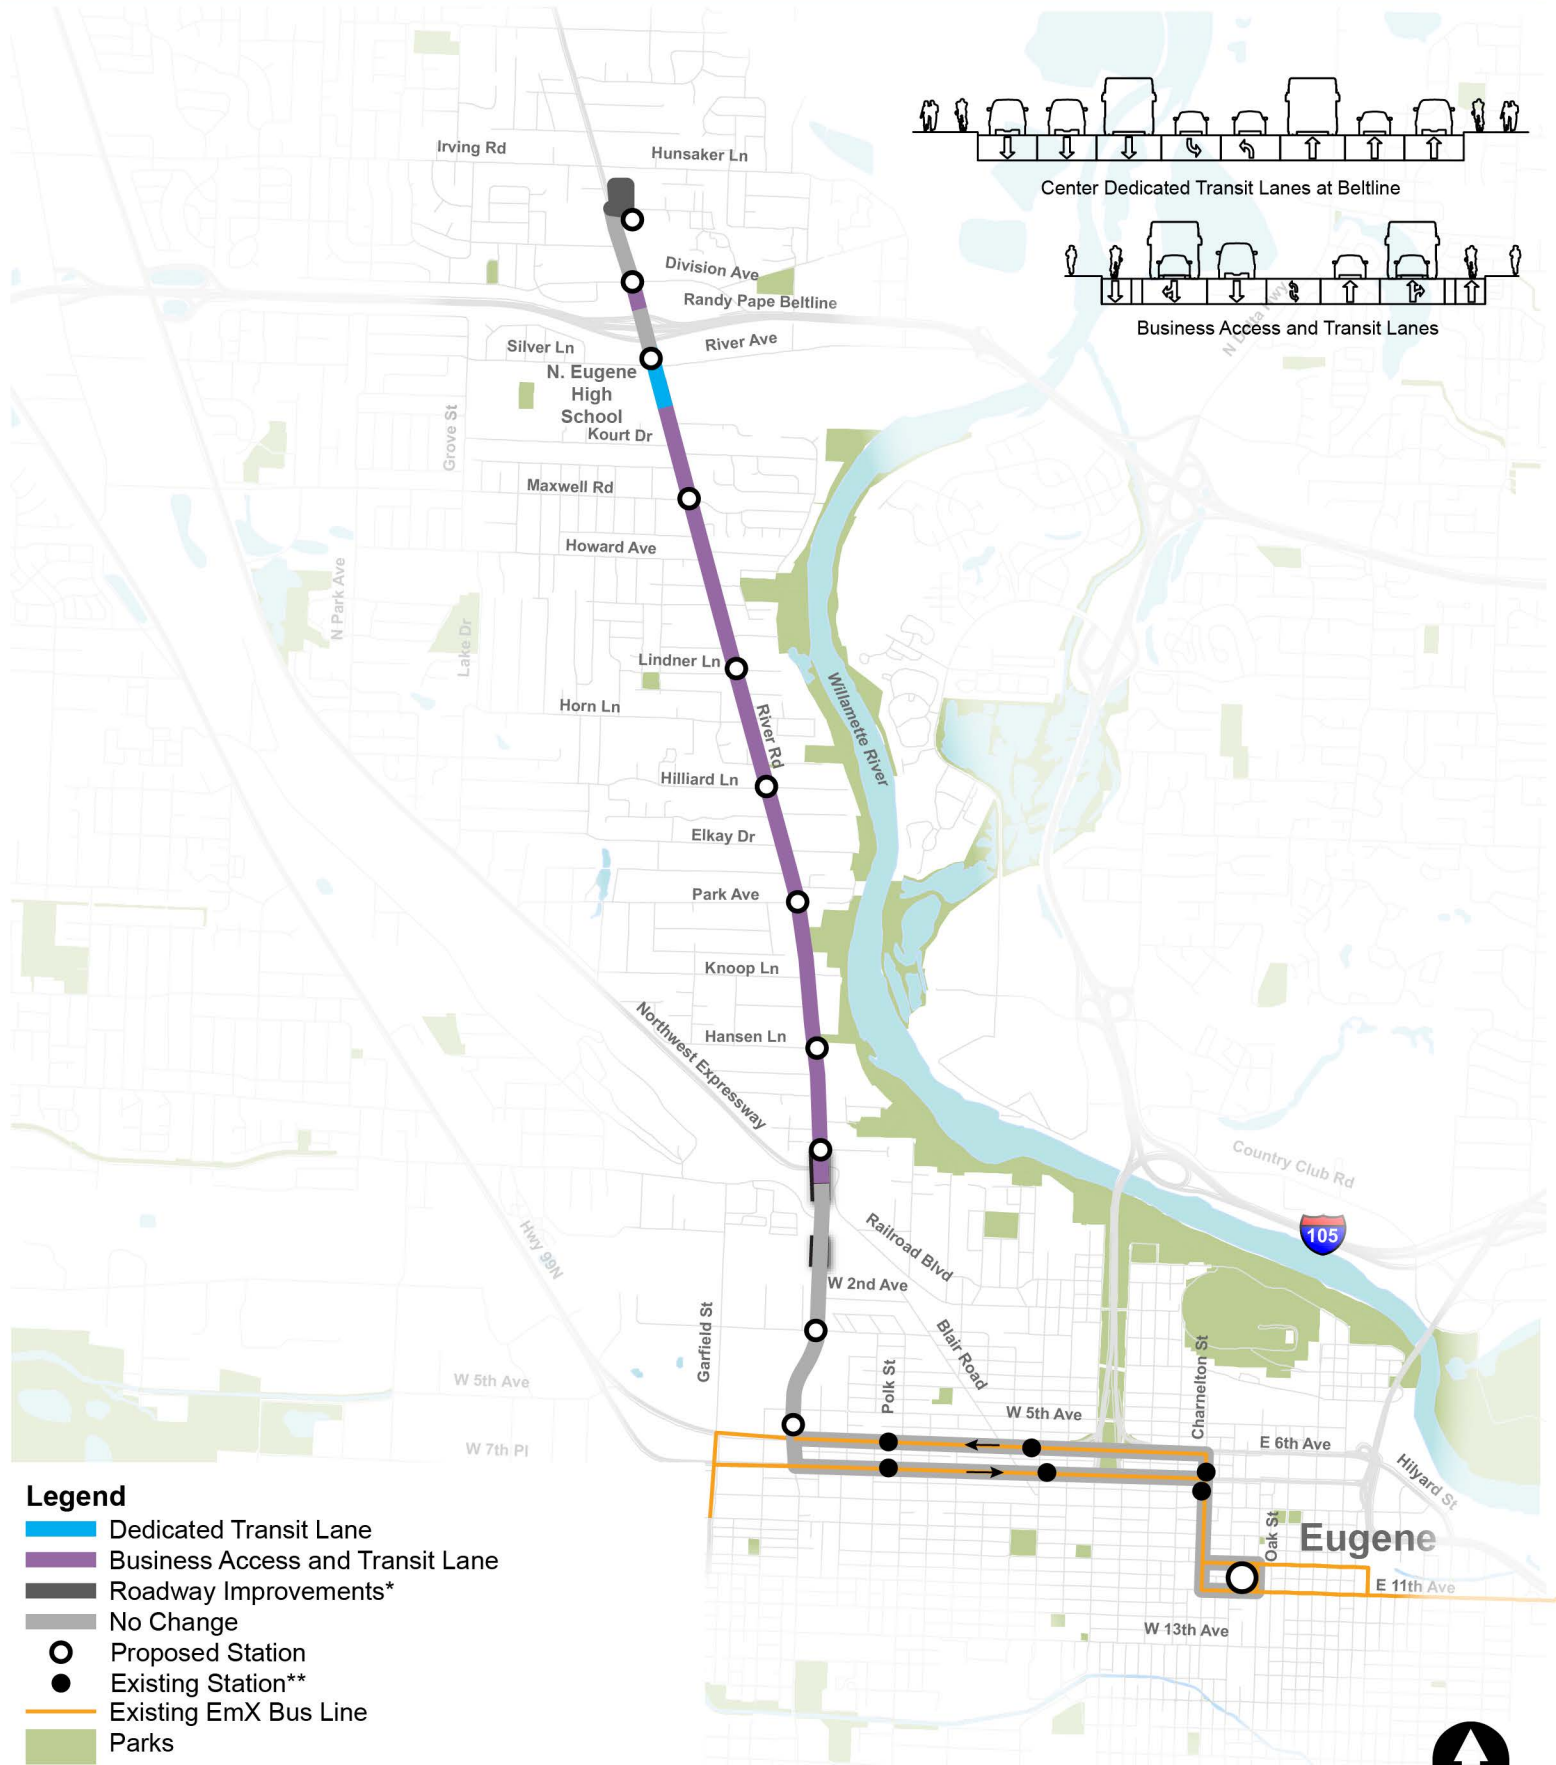 Irving Rd
Hunsaker Ln
Center Dedicated Transit Lanes at Beltline
Division Ave
Randy Pape Beltline
N Delta Hwy
Business Access and Transit Lanes
Silver Ln
River Ave
N. Eugene
High
School
Grove St
Kourt Dr
Maxwell Rd
Howard Ave
N Park Ave
Lake Dr
Lindner Ln
Horn Ln
River Rd
Willamette River
Hilliard Ln
Elkay Dr
Park Ave
Knoop Ln
Northwest Expressway
Hansen Ln
Country Club Rd
Hwy 99N
Railroad Blvd
105
W 2nd Ave
Garfield St
Blair Road
Polk St
Charnelton St
W 5th Ave
W 5th Ave
W 7th Pl
E 6th Ave
Hilyard St
Oak St
Eugene
E 11th Ave
W 13th Ave
Legend
Dedicated Transit Lane
Business Access and Transit Lane
Roadway Improvements*
No Change
Proposed Station
Existing Station**
Existing EmX Bus Line
Parks